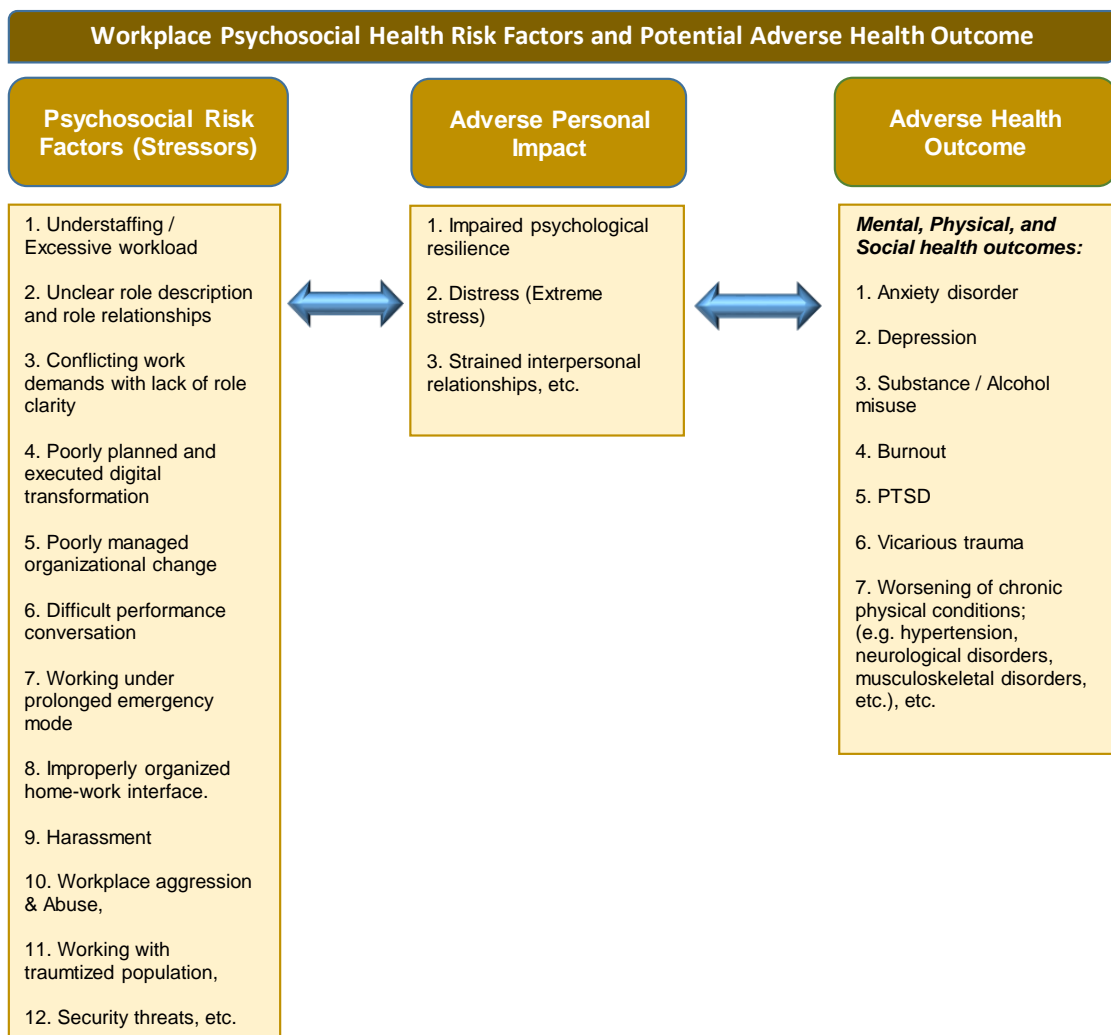 Workplace Psychosocial Health Risk Factors and Potential Adverse Health Outcome
Psychosocial Risk
Factors (Stressors)
1. Understaffing /
Excessive workload
2. Unclear role description
and role relationships
3. Conflicting work
demands with lack of role
clarity
4. Poorly planned and
executed digital
transformation
5. Poorly managed
organizational change
6. Difficult performance
conversation
7. Working under
prolonged emergency
mode
8. Improperly organized
home-work interface.
9. Harassment
10. Workplace aggression
& Abuse,
11. Working with
traumtized population,
12. Security threats, etc.
Adverse Personal
Impact
1. Impaired psychological
resilience
2. Distress (Extreme
stress)
3. Strained interpersonal
relationships, etc.
Adverse Health
Outcome
Mental, Physical, and
Social health outcomes:
1. Anxiety disorder
2. Depression
3. Substance / Alcohol
misuse
4. Burnout
5. PTSD
6. Vicarious trauma
7. Worsening of chronic
physical conditions;
(e.g. hypertension,
neurological disorders,
musculoskeletal disorders,
etc.), etc.